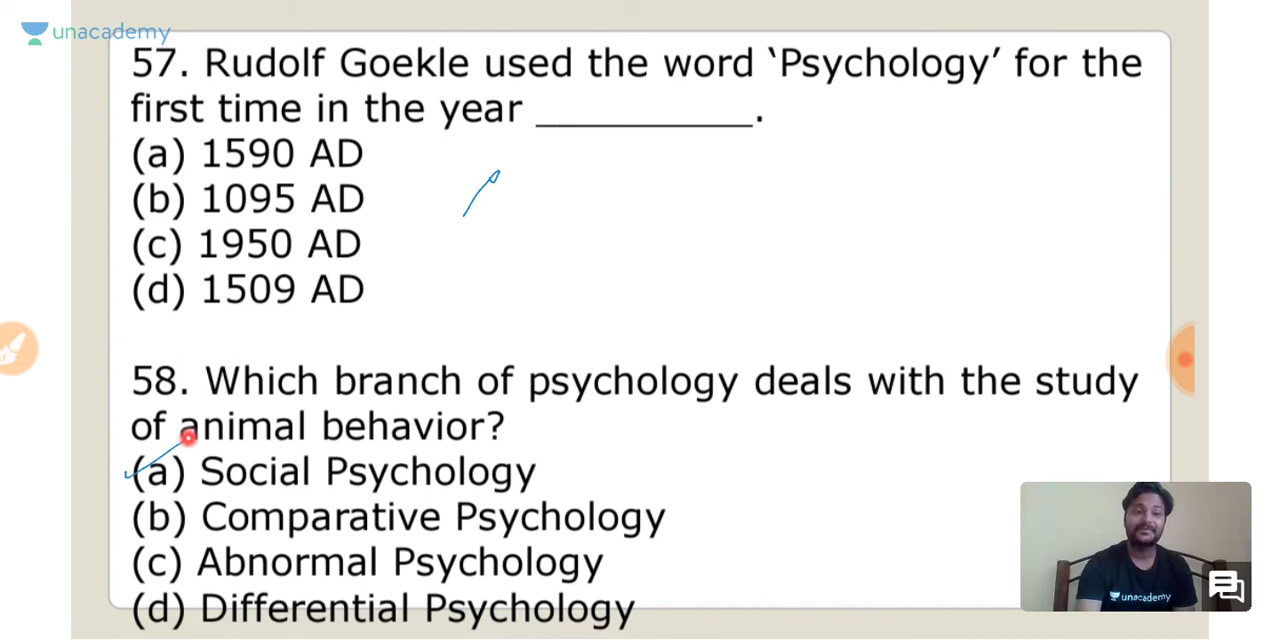 unacademy
57. Rudolf Goekle used the word ‘Psychology’ for the
first time in the year __________.
(a) 1590 AD
(b) 1095 AD
(c) 1950 AD
(d) 1509 AD
58. Which branch of psychology deals with the study
of animal behavior?
(a) Social Psychology
(b) Comparative Psychology
(c) Abnormal Psychology
(d) Differential Psychology
unacademy